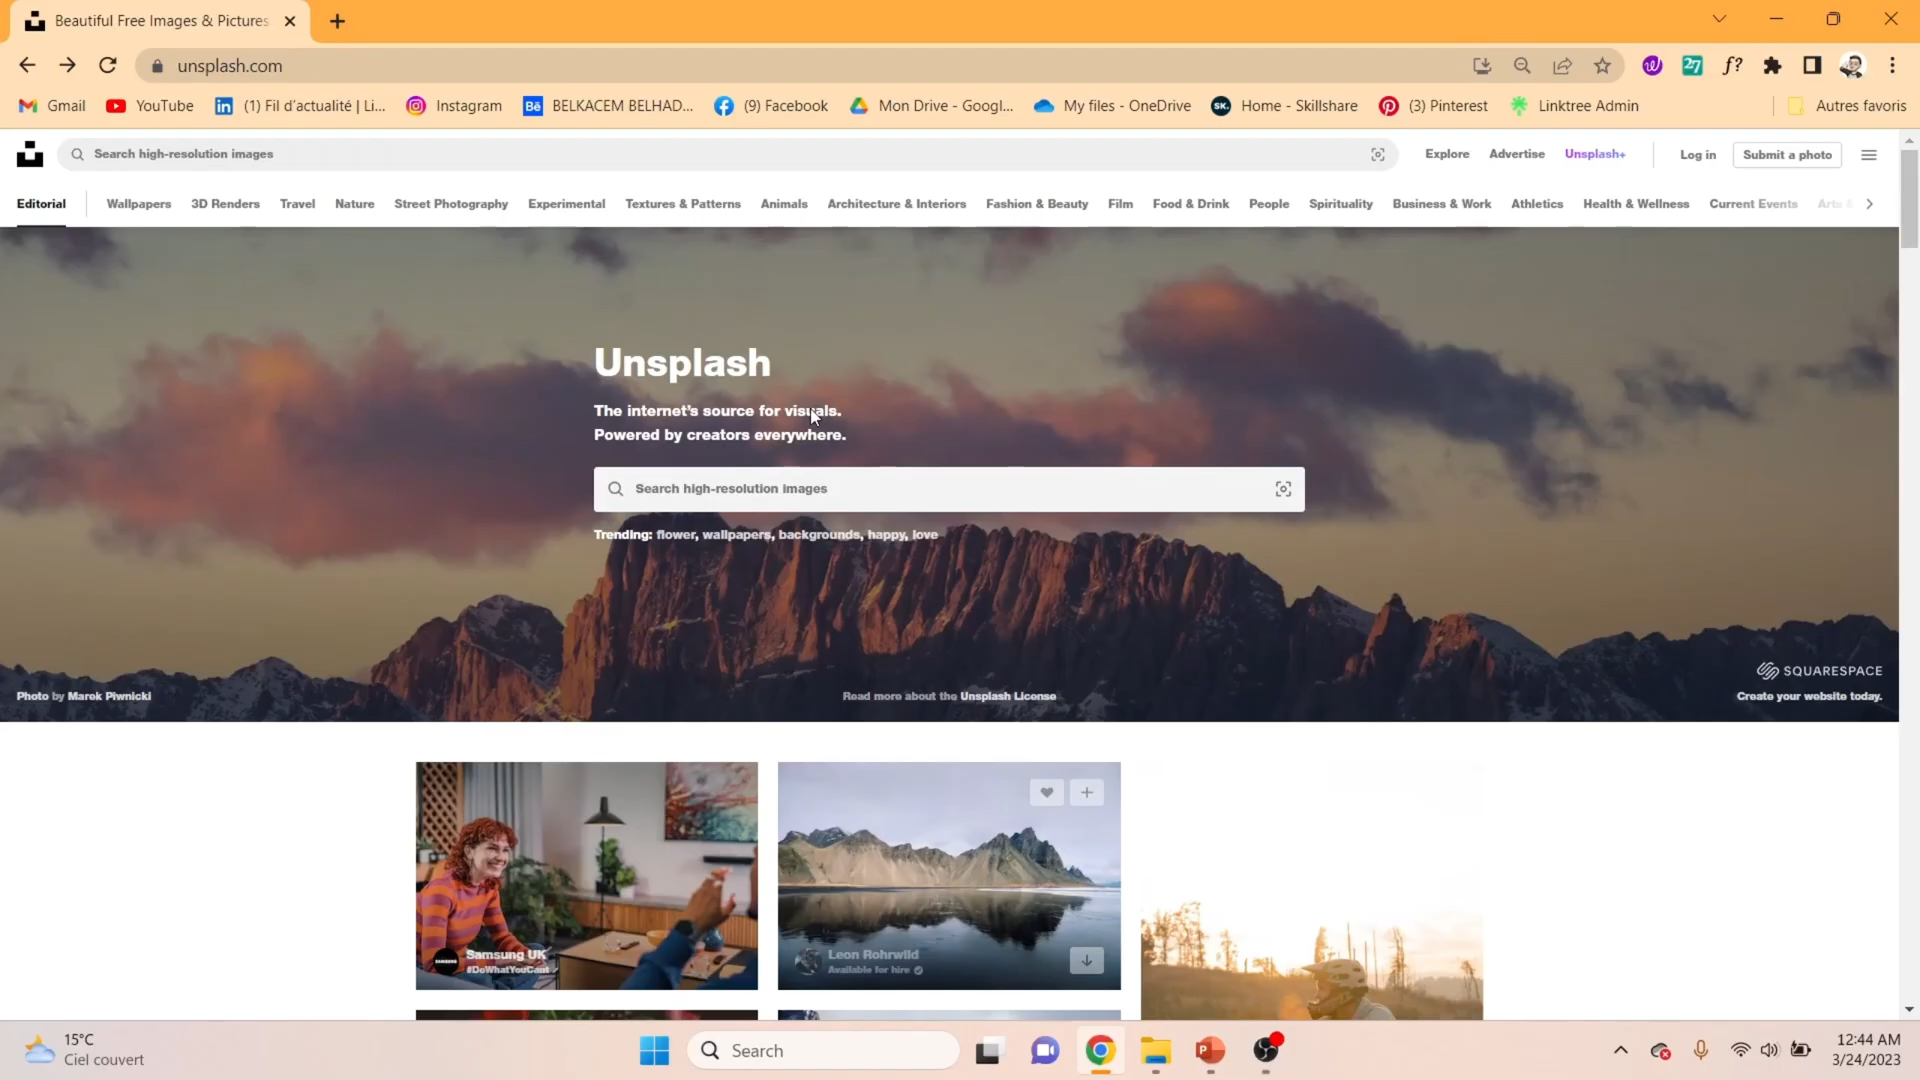 Beautiful Free Images & Pictures
unsplash.com
Gmail
YouTube
(1) Fil d'actualité | Li...
Instagram
Bē
BELKACEM BELHAD...
(9) Facebook
Mon Drive - Googl...
My files - OneDrive
SK.
Home - Skillshare
(3) Pinterest
Linktree Admin
Autres favoris
Search high-resolution images
Explore
Advertise
Unsplash+
Log in
Submit a photo
Editorial
Wallpapers
3D Renders
Travel
Nature
Street Photography
Experimental
Textures & Patterns
Animals
Architecture & Interiors
Fashion & Beauty
Film
Food & Drink
People
Spirituality
Business & Work
Athletics
Health & Wellness
Current Events
Arts &
Unsplash
The internet's source for visuals.
Powered by creators everywhere.
Search high-resolution images
Trending: flower, wallpapers, backgrounds, happy, love
SQUARESPACE
Photo by Marek Piwnicki
Read more about the Unsplash License
Create your website today.
Samsung UK
#DoWhatYouCant
Leon Rohrwild
Available for hire
15°C
Ciel couvert
Search
12:44 AM
3/24/2023